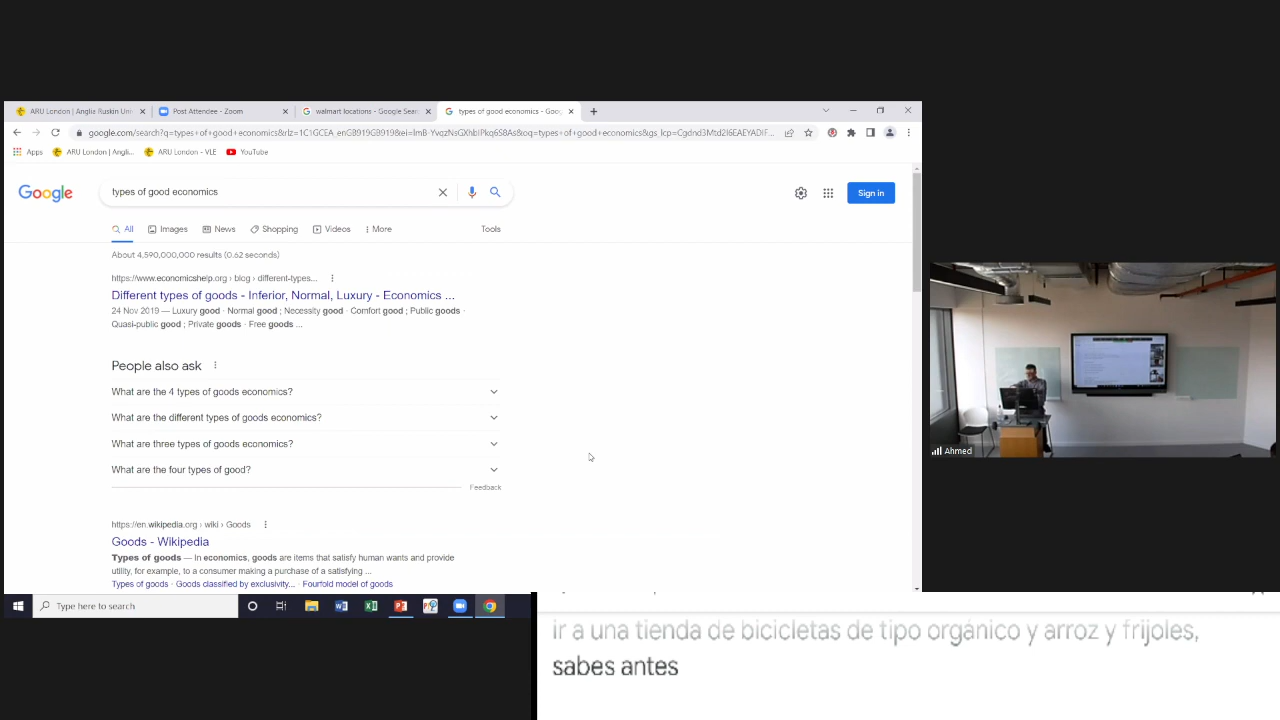 ARU London | Anglia Ruskin Uni
Post Attendee - Zoom
walmart locations - Google Sear
types of good economics - Goo
google.com/search?q=types+of+good+economics&rlz=1C1GCEA_enGB919GB919&ei=
Apps
ARU London | Angli...
ARU London - VLE
YouTube
Google
types of good economics
Sign in
All
Images
News
Shopping
Videos
More
Tools
About 4,590,000,000 results (0.62 seconds)
https://www.economicshelp.org › blog › different-types...
Different types of goods - Inferior, Normal, Luxury - Economics ...
24 Nov 2019 — Luxury good · Normal good ; Necessity good · Comfort good ; Public goods ·
Quasi-public good ; Private goods · Free goods ...
People also ask
What are the 4 types of goods economics?
What are the different types of goods economics?
What are three types of goods economics?
What are the four types of good?
Feedback
https://en.wikipedia.org › wiki › Goods
Goods - Wikipedia
Types of goods — In economics, goods are items that satisfy human wants and provide
utility, for example, to a consumer making a purchase of a satisfying ...
Types of goods · Goods classified by exclusivity... · Fourfold model of goods
Type here to search
Ahmed
ir a una tienda de bicicletas de tipo orgánico y arroz y frijoles,
sabes antes